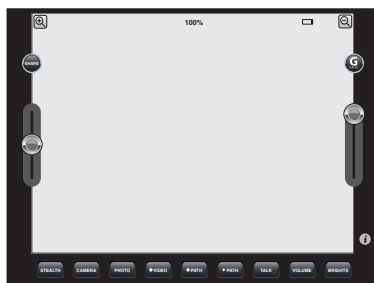 100%
SHARE
G
STEALTH CAMERA PHOTO VIDEO PATH PATH TALK VOLUME BRIGHTS
i